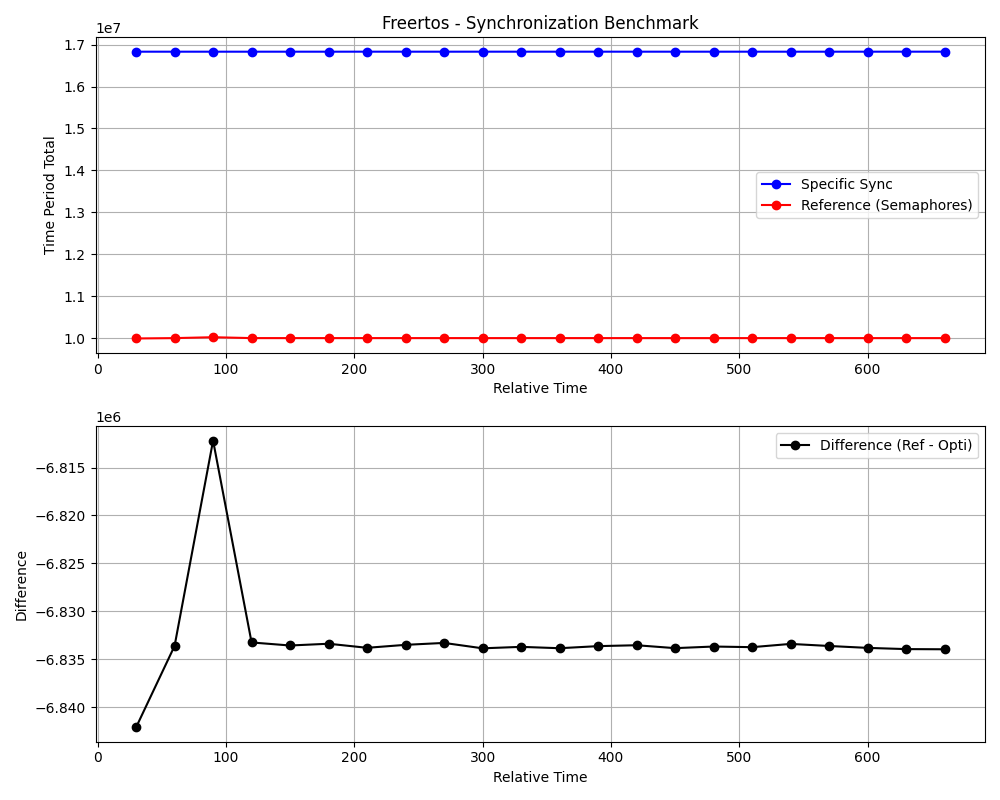 Freertos - Synchronization Benchmark
1e7
1.7
1.6
1.5
1.4
1.3
1.2
1.1
1.0
Time Period Total
Specific Sync
Reference (Semaphores)
0 100 200 300 400 500 600
Relative Time
1e6
Difference (Ref - Opti)
−6.815
−6.820
−6.825
−6.830
−6.835
−6.840
Difference
0 100 200 300 400 500 600
Relative Time